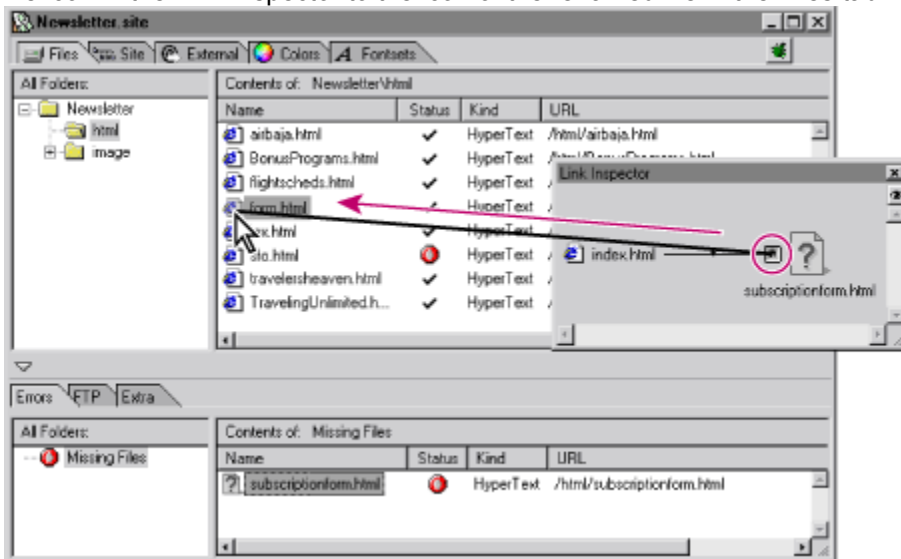 Newsletter.site
Files Site External Colors Fontsets
All Folders:
Contents of: Newsletter\html
Newsletter
html
image
Name Status Kind URL
airbaja.html HyperText /html/airbaja.html
BonusPrograms.html HyperText /html/BonusPrograms.html
flightscheds.html HyperText
form.html
HyperText
sfo.html HyperText
travelersheaven.html HyperText
TravelingUnlimited.h... HyperText
Link Inspector
index.html
subscriptionform.html
Errors FTP Extra
All Folders:
Contents of: Missing Files
Missing Files
Name Status Kind URL
subscriptionform.html HyperText /html/subscriptionform.html